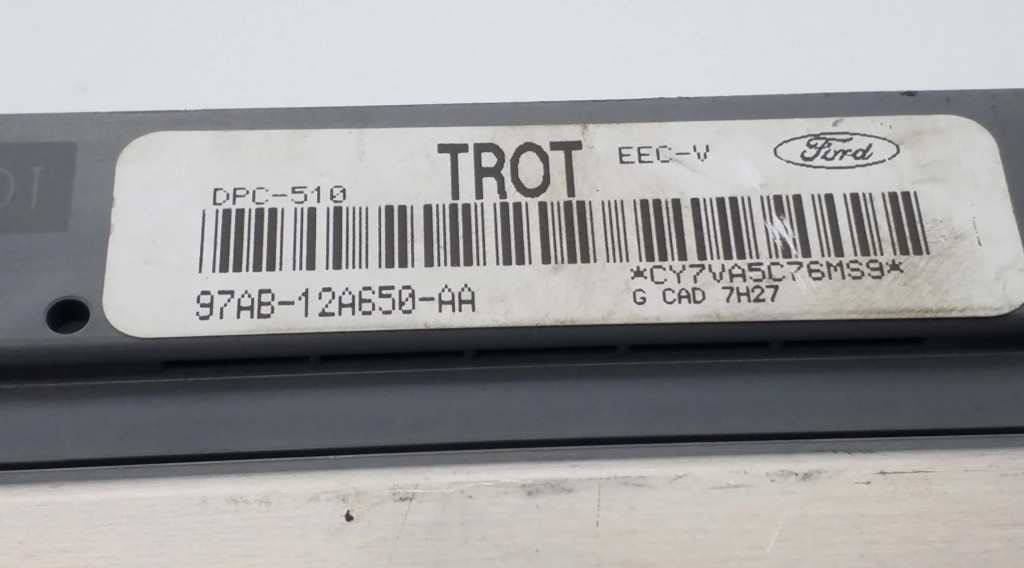 TROT EEC-V Ford
DPC-510
*CY7VA5C76MS9*
97AB-12A650-AA
G CAD 7H27